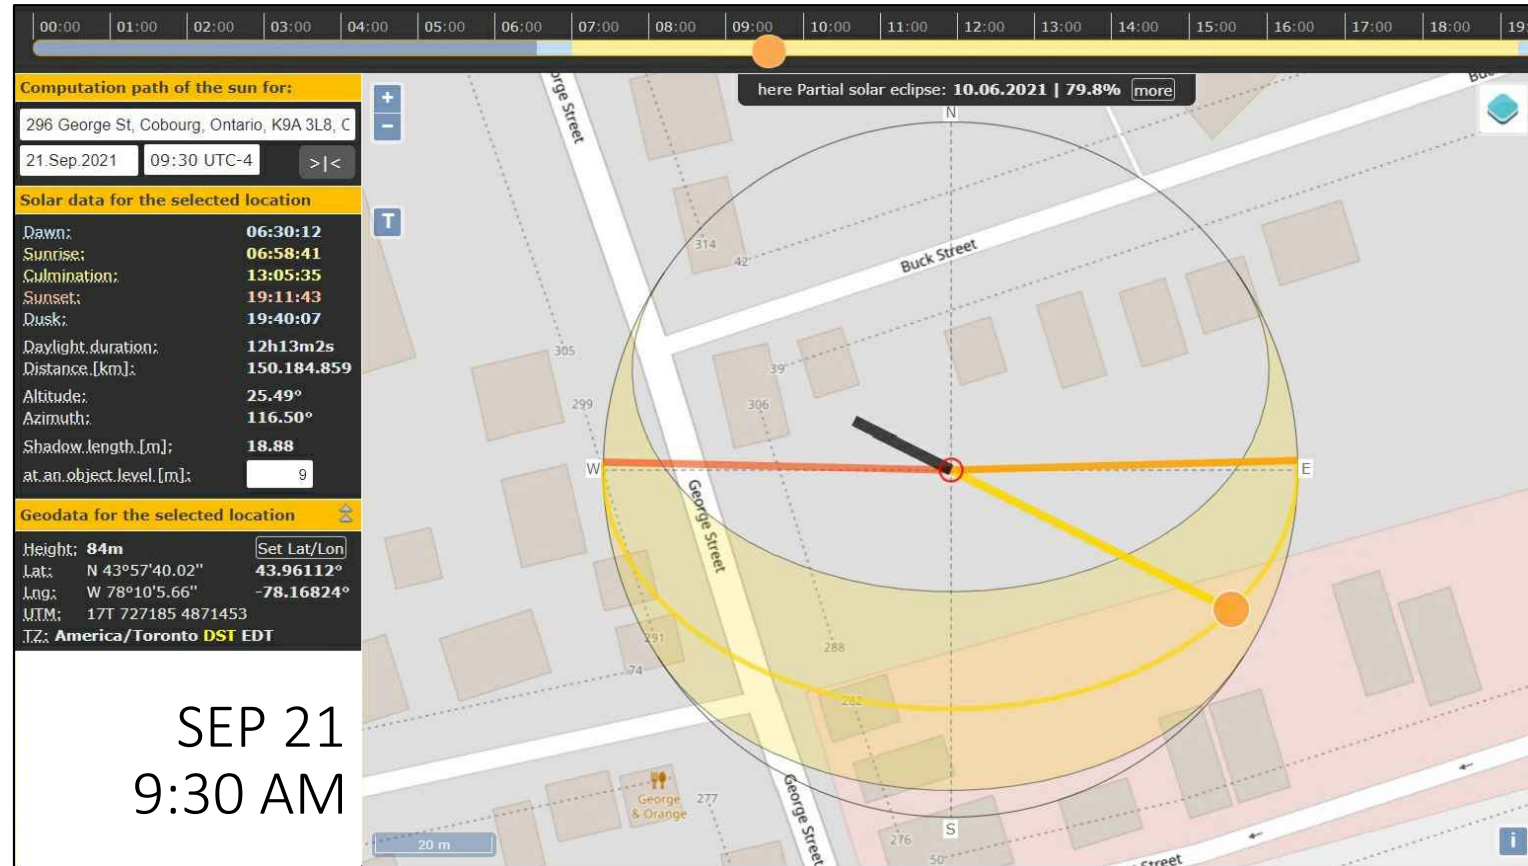 00:00 01:00 02:00 03:00 04:00 05:00 06:00 07:00 08:00 09:00 10:00 11:00 12:00 13:00 14:00 15:00 16:00 17:00 18:00 19:
Computation path of the sun for:
296 George St, Cobourg, Ontario, K9A 3L8, C
21.Sep.2021 09:30 UTC-4 >|<
Solar data for the selected location
Dawn: 06:30:12
Sunrise: 06:58:41
Culmination: 13:05:35
Sunset: 19:11:43
Dusk: 19:40:07
Daylight duration: 12h13m2s
Distance [km]: 150.184.859
Altitude: 25.49°
Azimuth: 116.50°
Shadow length [m]: 18.88
at an object level [m]: 9
Geodata for the selected location
Height: 84m Set Lat/Lon
Lat: N 43°57'40.02'' 43.96112°
Lng: W 78°10'5.66'' -78.16824°
UTM: 17T 727185 4871453
TZ: America/Toronto DST EDT
SEP 21
9:30 AM
+
−
T
here Partial solar eclipse: 10.06.2021 | 79.8% more
N
George Street
314
42
Buck Street
305
39
299
306
W
E
George Street
291
288
74
282
George
& Orange
277
George Street
276
S
50
Street
20 m
i